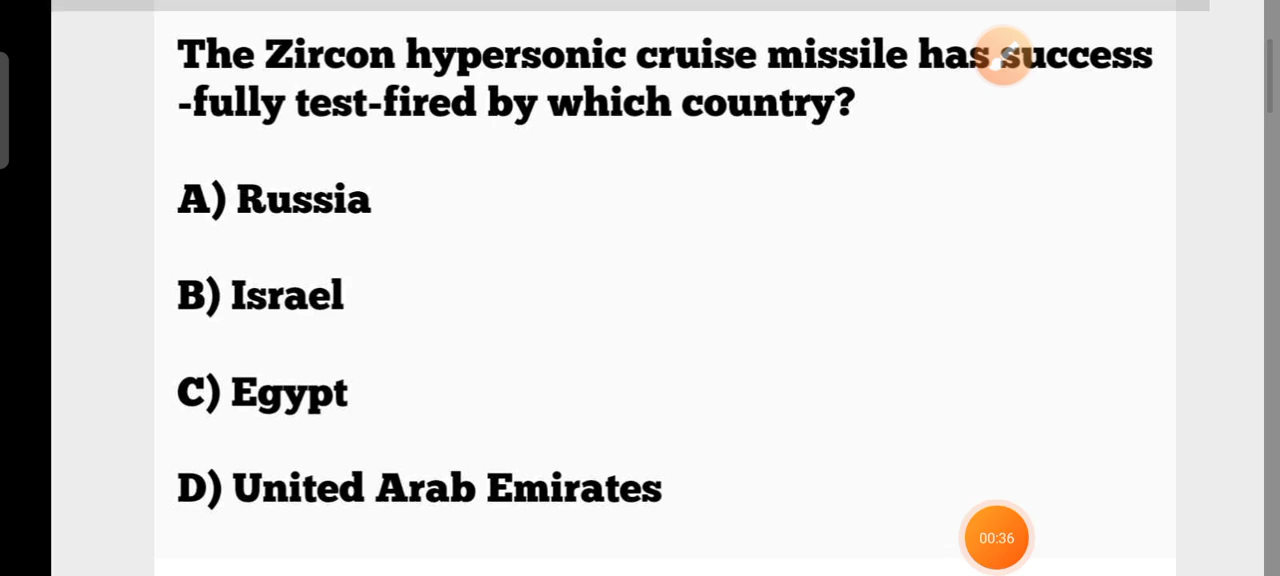 The Zircon hypersonic cruise missile has success
-fully test-fired by which country?
A) Russia
B) Israel
C) Egypt
D) United Arab Emirates
00:36